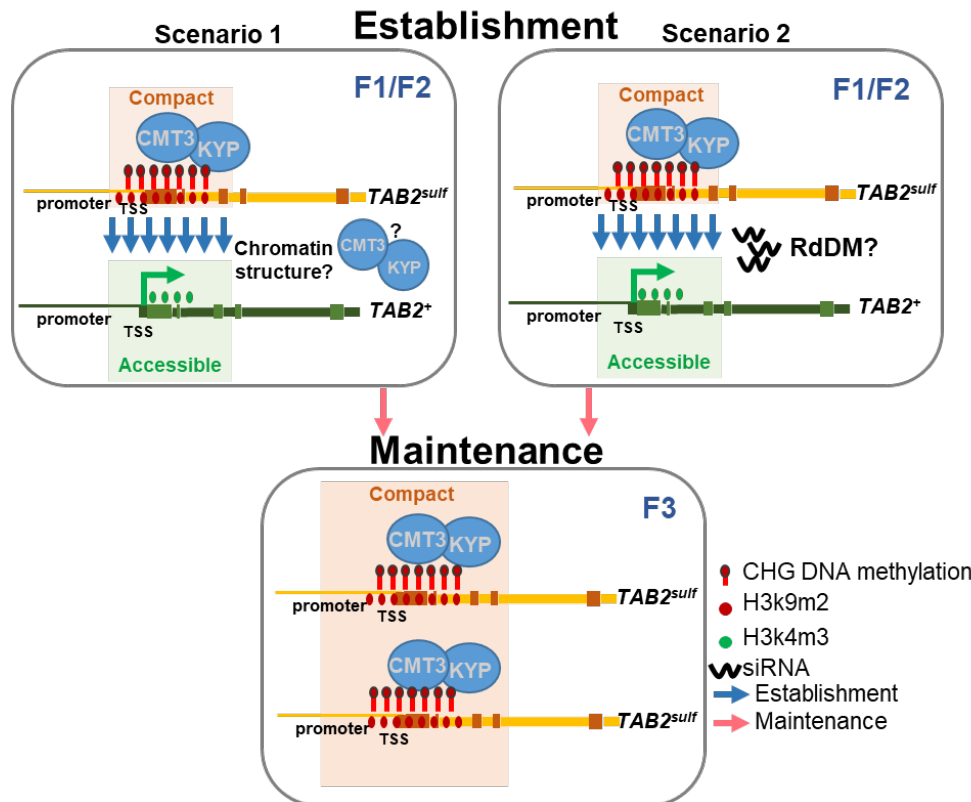 Establishment
Scenario 1
Scenario 2
F1/F2
Compact
CMT3
KYP
promoter
TSS
TAB2sulf
Chromatin
structure?
?
CMT3
KYP
promoter
TSS
TAB2+
Accessible
F1/F2
Compact
CMT3
KYP
promoter
TSS
TAB2sulf
RdDM?
promoter
TSS
TAB2+
Accessible
Maintenance
F3
Compact
CMT3
KYP
promoter
TSS
TAB2sulf
CMT3
KYP
promoter
TSS
TAB2sulf
CHG DNA methylation
H3k9m2
H3k4m3
siRNA
Establishment
Maintenance